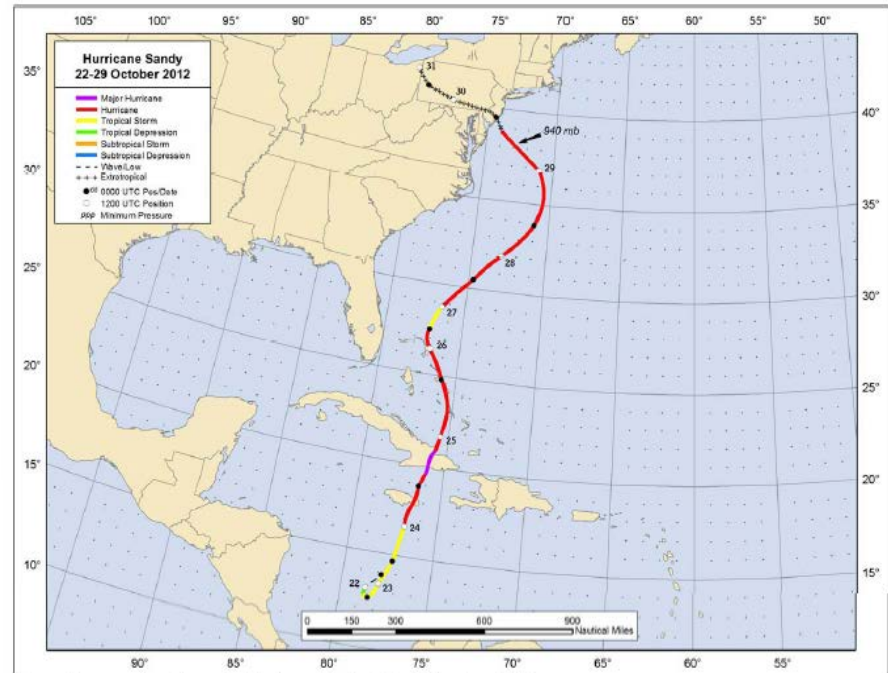 105° 100° 95° 90° 85° 80° 75° 70° 65° 60° 55° 50°
Hurricane Sandy
22-29 October 2012
Major Hurricane
Hurricane
Tropical Storm
Tropical Depression
Subtropical Storm
Subtropical Depression
Wave/Low
Extratropical
0000 UTC Pos/Date
1200 UTC Position
PPP Minimum Pressure
35°
30°
25°
20°
15°
10°
40°
35°
30°
25°
20°
15°
31
30
940 mb
29
28
27
26
25
24
22
23
0 150 300 600 900
Nautical Miles
90° 85° 80° 75° 70° 65° 60° 55°